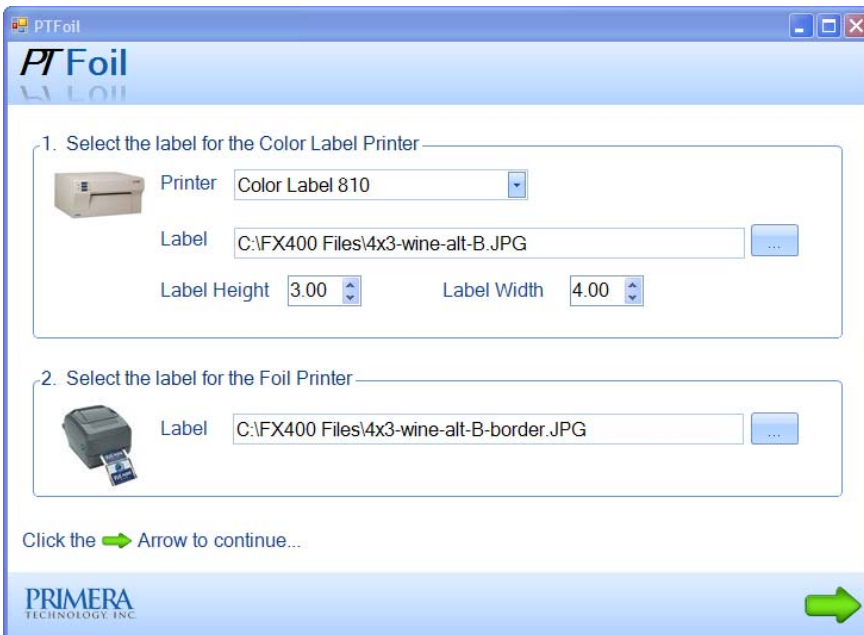 PTFoil
PT Foil
1. Select the label for the Color Label Printer
Printer Color Label 810
Label C:\FX400 Files\4x3-wine-alt-B.JPG ...
Label Height 3.00 Label Width 4.00
2. Select the label for the Foil Printer
Label C:\FX400 Files\4x3-wine-alt-B-border.JPG ...
Click the Arrow to continue...
PRIMERA
TECHNOLOGY, INC